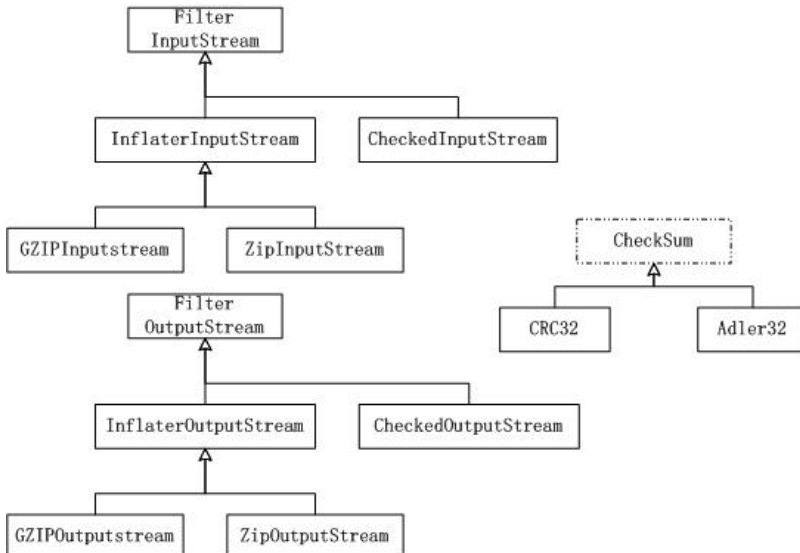 Filter
InputStream
InflaterInputStream
CheckedInputStream
GZIPInputstream
ZipInputStream
CheckSum
Filter
OutputStream
CRC32
Adler32
InflaterOutputStream
CheckedOutputStream
GZIPOutputstream
ZipOutputStream